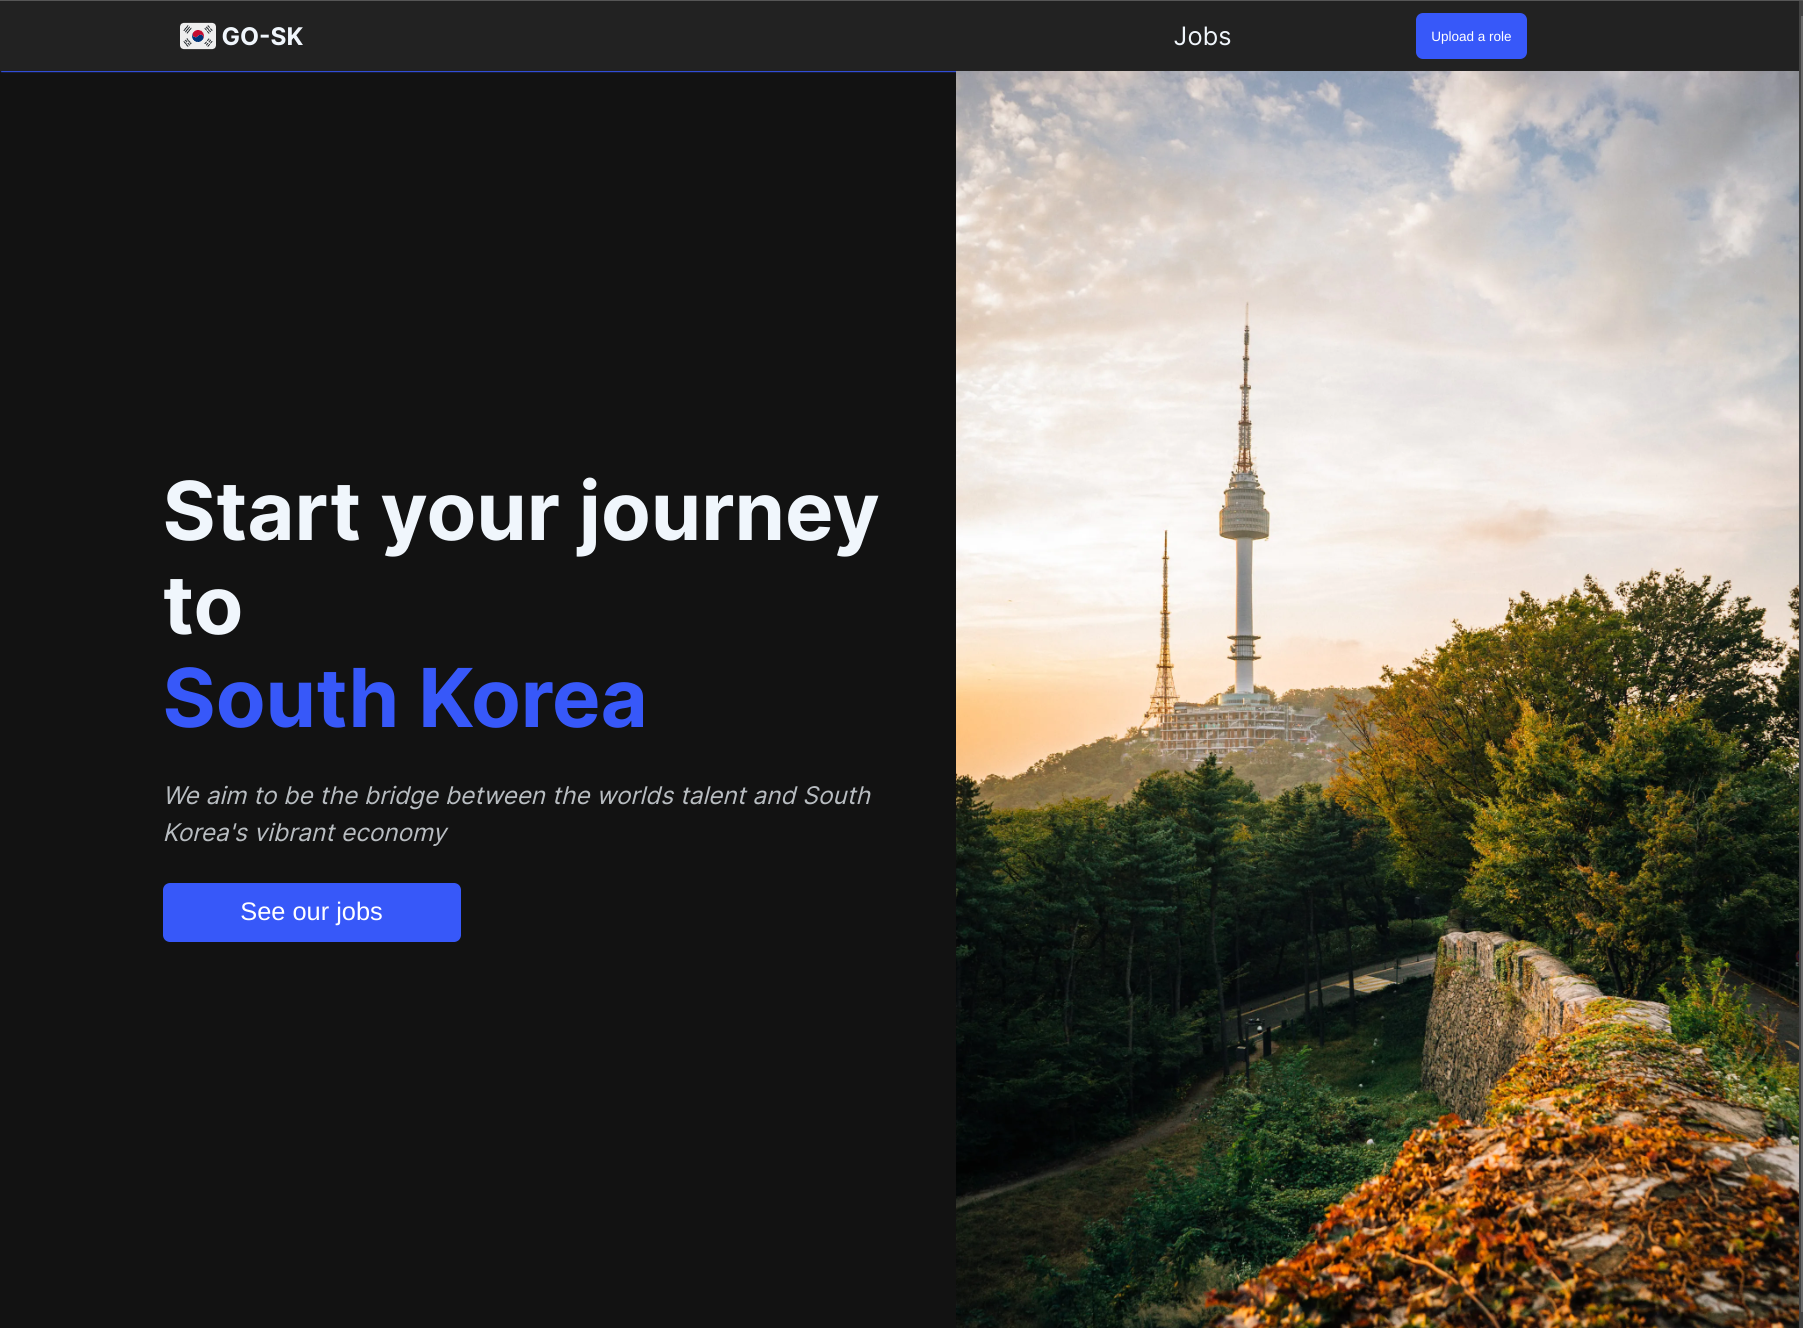 GO-SK
Jobs
Upload a role
Start your journey
to
South Korea
We aim to be the bridge between the worlds talent and South
Korea's vibrant economy
See our jobs